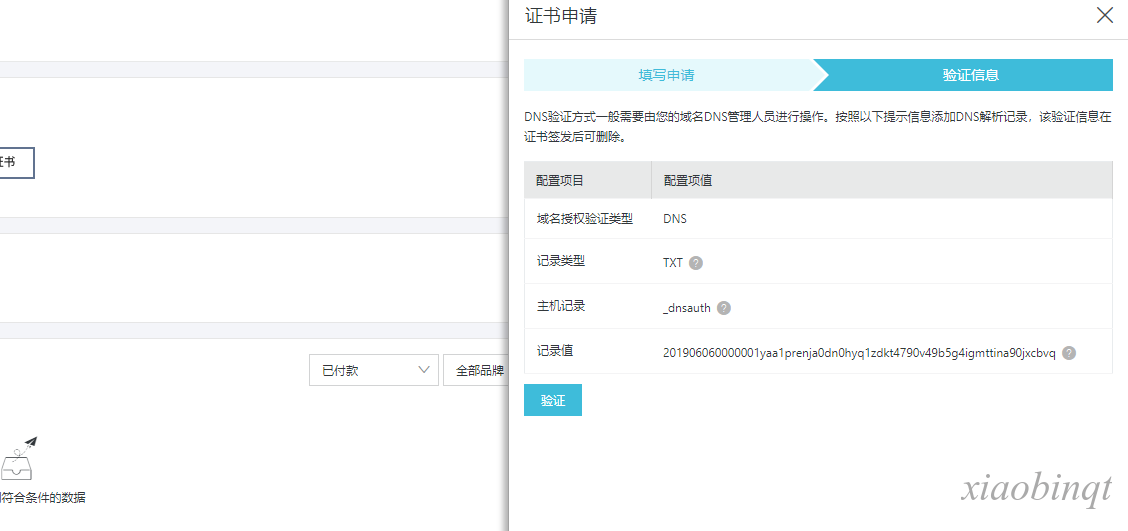 证书申请
填写申请
验证信息
DNS验证方式一般需要由您的域名DNS管理人员进行操作。按照以下提示信息添加DNS解析记录，该验证信息在
证书签发后可删除。
配置项目 配置项值
域名授权验证类型 DNS
记录类型 TXT ?
主机记录 _dnsauth ?
记录值 201906060000001yaa1prenja0dn0hyq1zdkt4790v49b5g4igmttina90jxcbvq ?
验证
证书
已付款 全部品牌
符合条件的数据
xiaobinqt